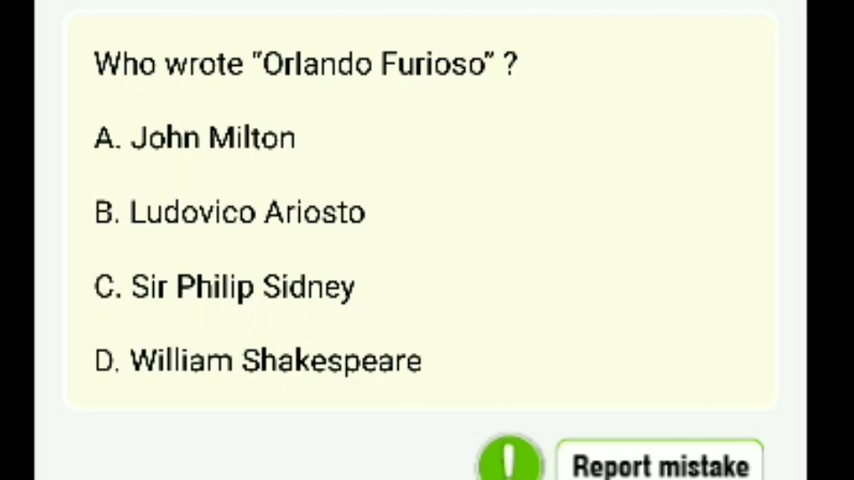 Who wrote "Orlando Furioso" ?
A. John Milton
B. Ludovico Ariosto
C. Sir Philip Sidney
D. William Shakespeare
! Report mistake